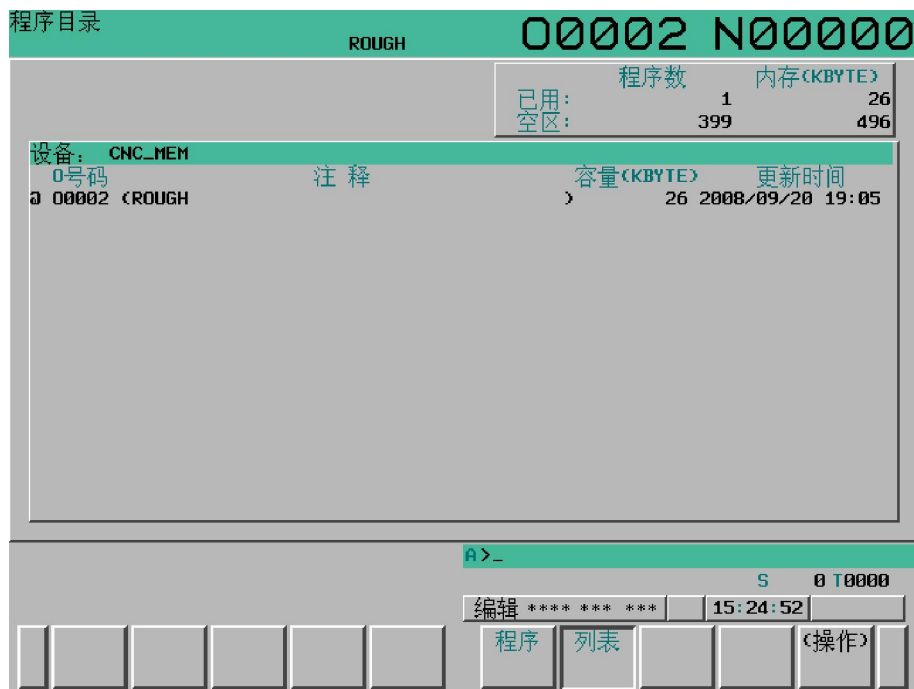 程序目录
ROUGH O0002 N00000
程序数 内存(KBYTE)
已用: 1 26
空区: 399 496
设备: CNC_MEM
O号码 注 释 容量(KBYTE) 更新时间
@ O0002 (ROUGH ) 26 2008/09/20 19:05
A>_
S 0 T0000
编辑 **** *** *** 15:24:52
程序 列表 (操作)